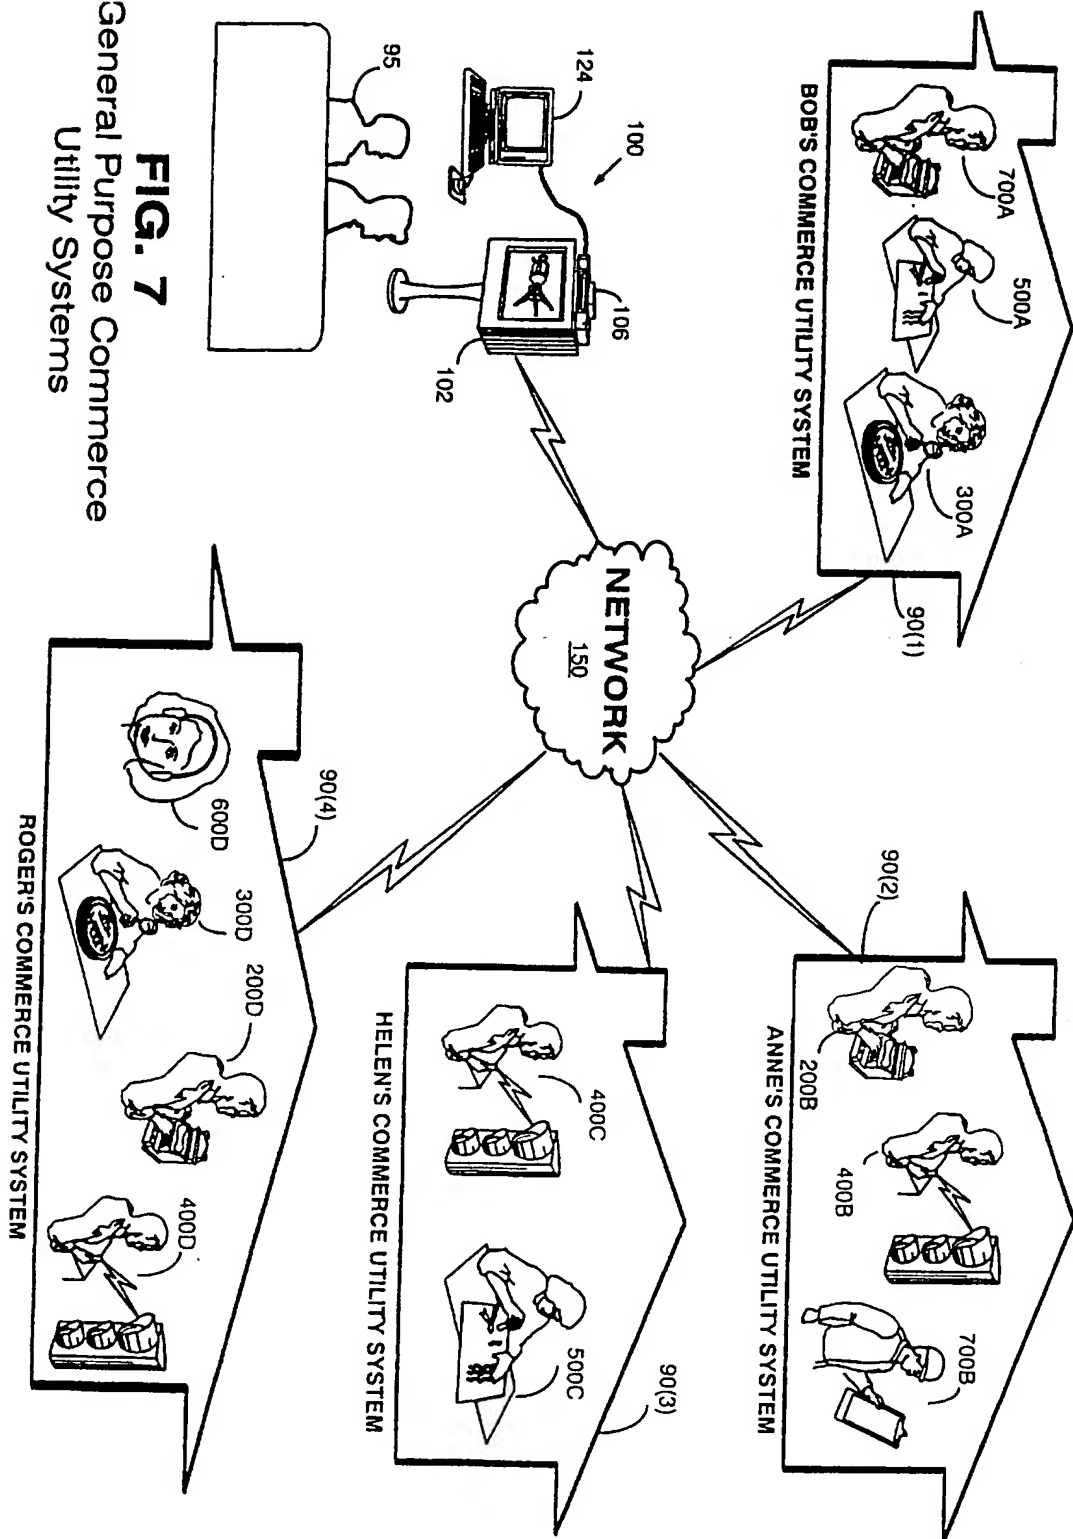 700A
500A
300A
90(1)
BOB'S COMMERCE UTILITY SYSTEM
90(2)
200B
400B
700B
ANNE'S COMMERCE UTILITY SYSTEM
124
100
106
102
NETWORK
150
400C
500C
90(3)
HELEN'S COMMERCE UTILITY SYSTEM
95
90(4)
600D
300D
200D
400D
ROGER'S COMMERCE UTILITY SYSTEM
FIG. 7
General Purpose Commerce
Utility Systems